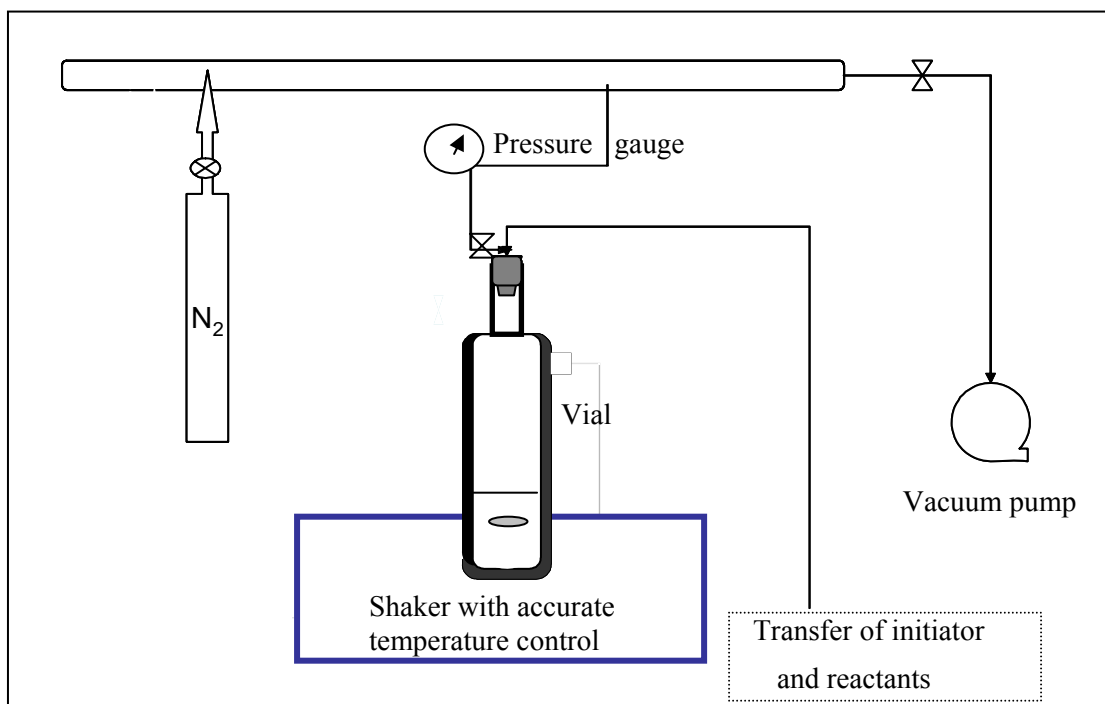 Pressure gauge
N₂
Vial
Vacuum pump
Shaker with accurate
temperature control
Transfer of initiator
and reactants